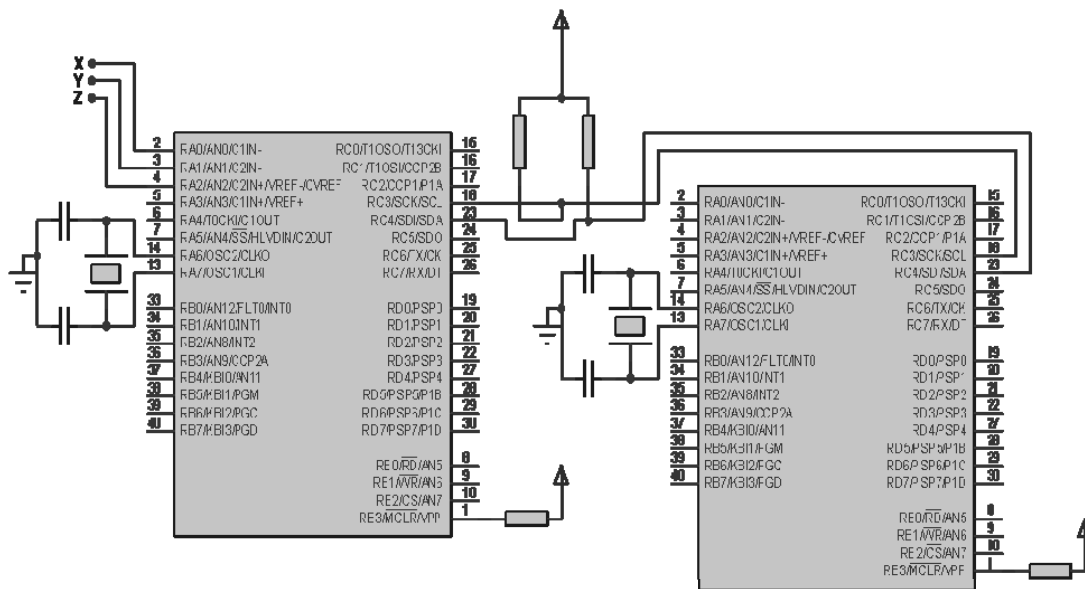 X
Y
Z
2 RA0/AN0/C1IN-
3 RA1/AN1/C2IN-
4 RA2/AN2/C2IN+/VREF-/CVREF
5 RA3/AN3/C1IN+/VREF+
6 RA4/T0CKI/C1OUT
7 RA5/AN4/SS/HLVDIN/C2OUT
14 RA6/OSC2/CLKO
13 RA7/OSC1/CLKI
33 RB0/AN12/FLT0/INT0
34 RB1/AN10/INT1
35 RB2/AN8/INT2
36 RB3/AN9/CCP2A
37 RB4/KBI0/AN11
38 RB5/KBI1/PGM
39 RB6/KBI2/PGC
40 RB7/KBI3/PGD
RC0/T1OSO/T13CKI 15
RC1/T1OSI/CCP2B 16
RC2/CCP1/P1A 17
RC3/SCK/SCL 18
RC4/SDI/SDA 23
RC5/SDO 24
RC6/TX/CK 25
RC7/RX/DT 26
RD0/PSP0 19
RD1/PSP1 20
RD2/PSP2 21
RD3/PSP3 22
RD4/PSP4 27
RD5/PSP5/P1B 28
RD6/PSP6/P1C 29
RD7/PSP7/P1D 30
RE0/RD/AN5 8
RE1/WR/AN6 9
RE2/CS/AN7 10
RE3/MCLR/VPP 1
2 RA0/AN0/C1IN-
3 RA1/AN1/C2IN-
4 RA2/AN2/C2IN+/VREF-/CVREF
5 RA3/AN3/C1IN+/VREF+
6 RA4/T0CKI/C1OUT
7 RA5/AN4/SS/HLVDIN/C2OUT
14 RA6/OSC2/CLKO
13 RA7/OSC1/CLKI
33 RB0/AN12/FLT0/INT0
34 RB1/AN10/INT1
35 RB2/AN8/INT2
36 RB3/AN9/CCP2A
37 RB4/KBI0/AN11
38 RB5/KBI1/PGM
39 RB6/KBI2/PGC
40 RB7/KBI3/PGD
RC0/T1OSO/T13CKI 15
RC1/T1OSI/CCP2B 16
RC2/CCP1/P1A 17
RC3/SCK/SCL 18
RC4/SDI/SDA 23
RC5/SDO 24
RC6/TX/CK 25
RC7/RX/DT 26
RD0/PSP0 19
RD1/PSP1 20
RD2/PSP2 21
RD3/PSP3 22
RD4/PSP4 27
RD5/PSP5/P1B 28
RD6/PSP6/P1C 29
RD7/PSP7/P1D 30
RE0/RD/AN5 8
RE1/WR/AN6 9
RE2/CS/AN7 10
RE3/MCLR/VPP 1